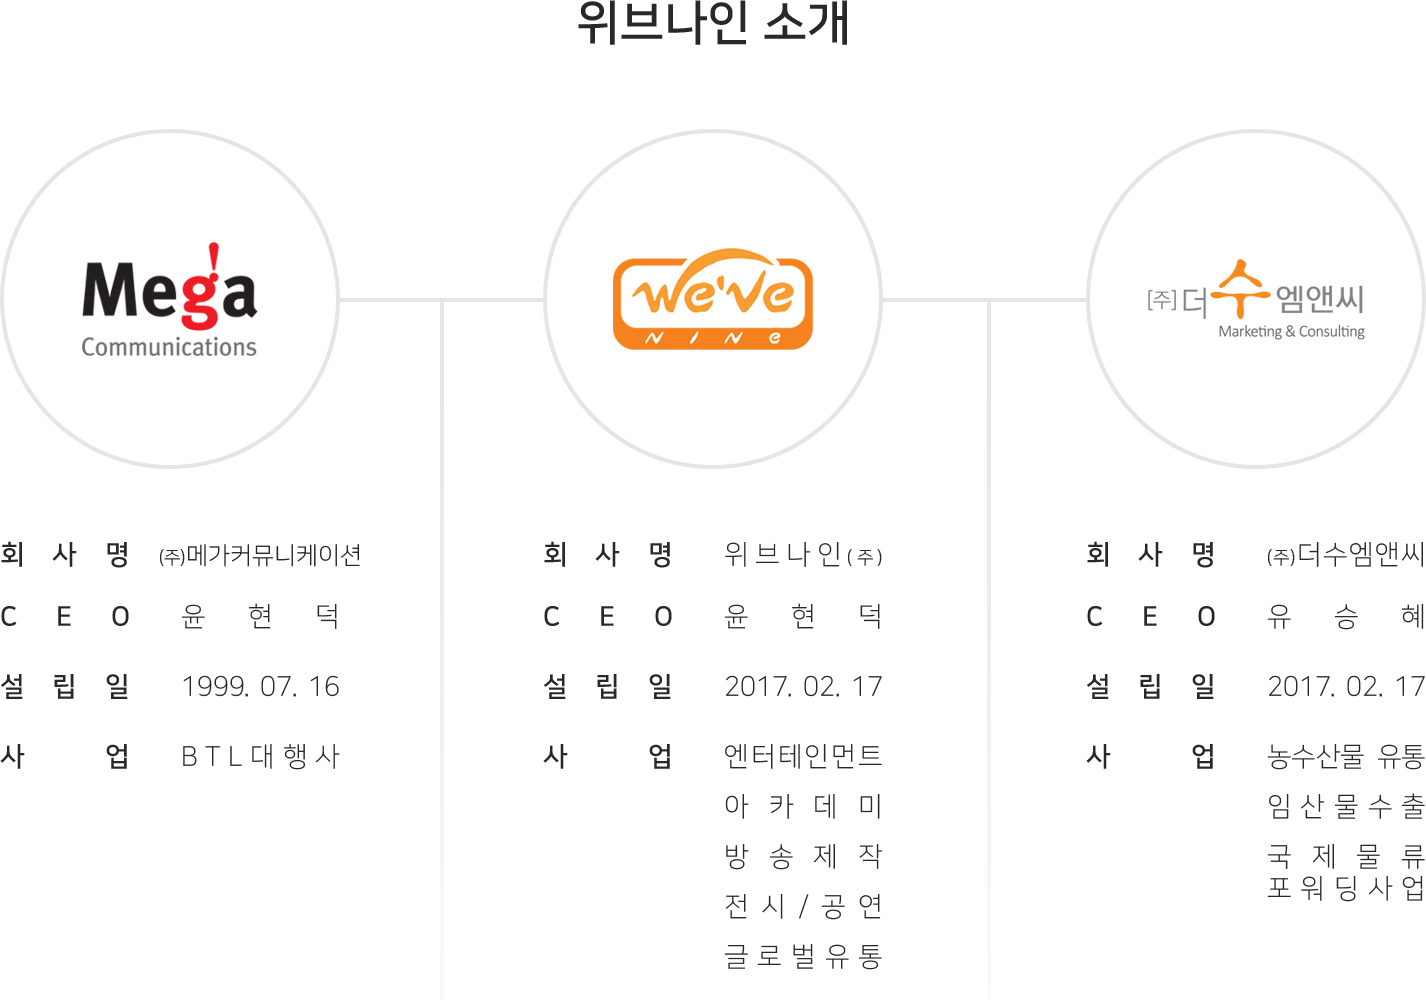 위브나인 소개
Mega
Communications
we've
NINe
[주]더수엠앤씨
Marketing & Consulting
회사명 (주)메가커뮤니케이션
CEO 윤현덕
설립일 1999. 07. 16
사업 BTL대행사
회사명 위브나인(주)
CEO 윤현덕
설립일 2017. 02. 17
사업 엔터테인먼트
아카데미
방송제작
전시/공연
글로벌유통
회사명 (주)더수엠앤씨
CEO 유승혜
설립일 2017. 02. 17
사업 농수산물 유통
임산물수출
국제물류
포워딩사업